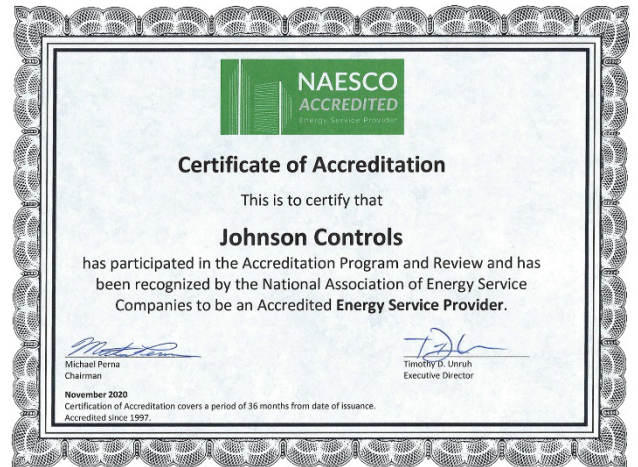 NAESCO
ACCREDITED
Energy Service Provider
Certificate of Accreditation
This is to certify that
Johnson Controls
has participated in the Accreditation Program and Review and has
been recognized by the National Association of Energy Service
Companies to be an Accredited Energy Service Provider.
Michael Perna
Chairman
Timothy D. Unruh
Executive Director
November 2020
Certification of Accreditation covers a period of 36 months from date of issuance.
Accredited since 1997.